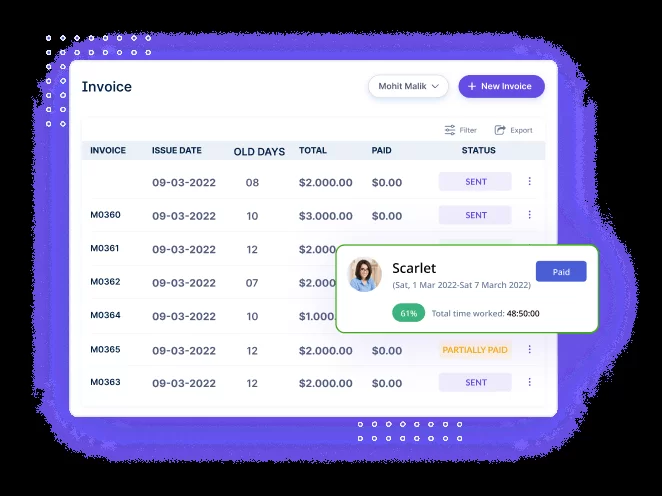 Invoice
Mohit Malik
+ New Invoice
Filter
Export
INVOICE ISSUE DATE OLD DAYS TOTAL PAID STATUS
09-03-2022 08 $2.000.00 $0.00 SENT
M0360 09-03-2022 10 $3.000.00 $0.00 SENT
M0361 09-03-2022 12 $2.000
M0362 09-03-2022 07 $2.000
M0364 09-03-2022 10 $1.000.
Scarlet
Paid
(Sat, 1 Mar 2022-Sat 7 March 2022)
61% Total time worked: 48:50:00
M0365 09-03-2022 12 $2.000.00 $0.00 PARTIALLY PAID
M0363 09-03-2022 12 $2.000.00 $0.00 SENT